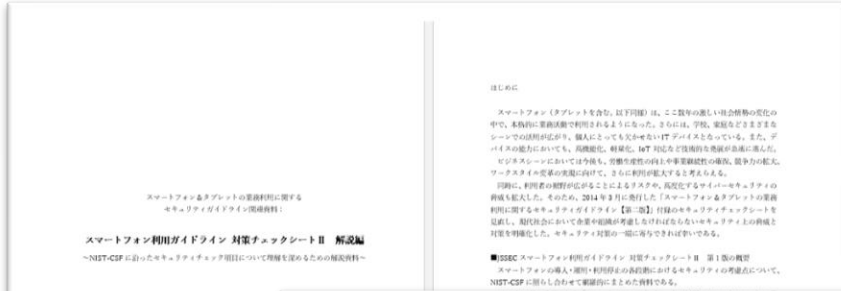 スマートフォン&タブレットの業務利用に関する
セキュリティガイドライン関連資料：
スマートフォン利用ガイドライン 対策チェックシートⅡ 解説編
～NIST-CSF に沿ったセキュリティチェック項目について理解を深めるための解説資料～
はじめに
スマートフォン（タブレットを含む。以下同様）は、ここ数年の激しい社会情勢の変化の
中で、本格的に業務活動で利用されるようになった。さらには、学校、家庭などさまざまな
シーンでの活用が広がり、個人にとっても欠かせない IT デバイスとなっている。また、デ
バイスの能力においても、高機能化、軽量化、IoT 対応など技術的な発展が急速に進んだ。
ビジネスシーンにおいては今後も、労働生産性の向上や事業継続性の確保、競争力の拡大、
ワークスタイル変革の実現に向けて、さらに利用が拡大すると考えらえる。
同時に、利用者の裾野が広がることによるリスクや、高度化するサイバーセキュリティの
脅威も拡大した。そのため、2014 年 3 月に発行した「スマートフォン&タブレットの業務
利用に関するセキュリティガイドライン【第二版】」付録のセキュリティチェックシートを
見直し、現代社会において企業や組織が考慮しなければならないセキュリティ上の脅威と
対策を明確化した。セキュリティ対策の一環に寄与できれば幸いである。
■JSSEC スマートフォン利用ガイドライン 対策チェックシートⅡ 第 1 版の概要
スマートフォンの導入・運用・利用停止の各段階におけるセキュリティの考慮点について、
NIST-CSF に照らし合わせて網羅的にまとめた資料である。